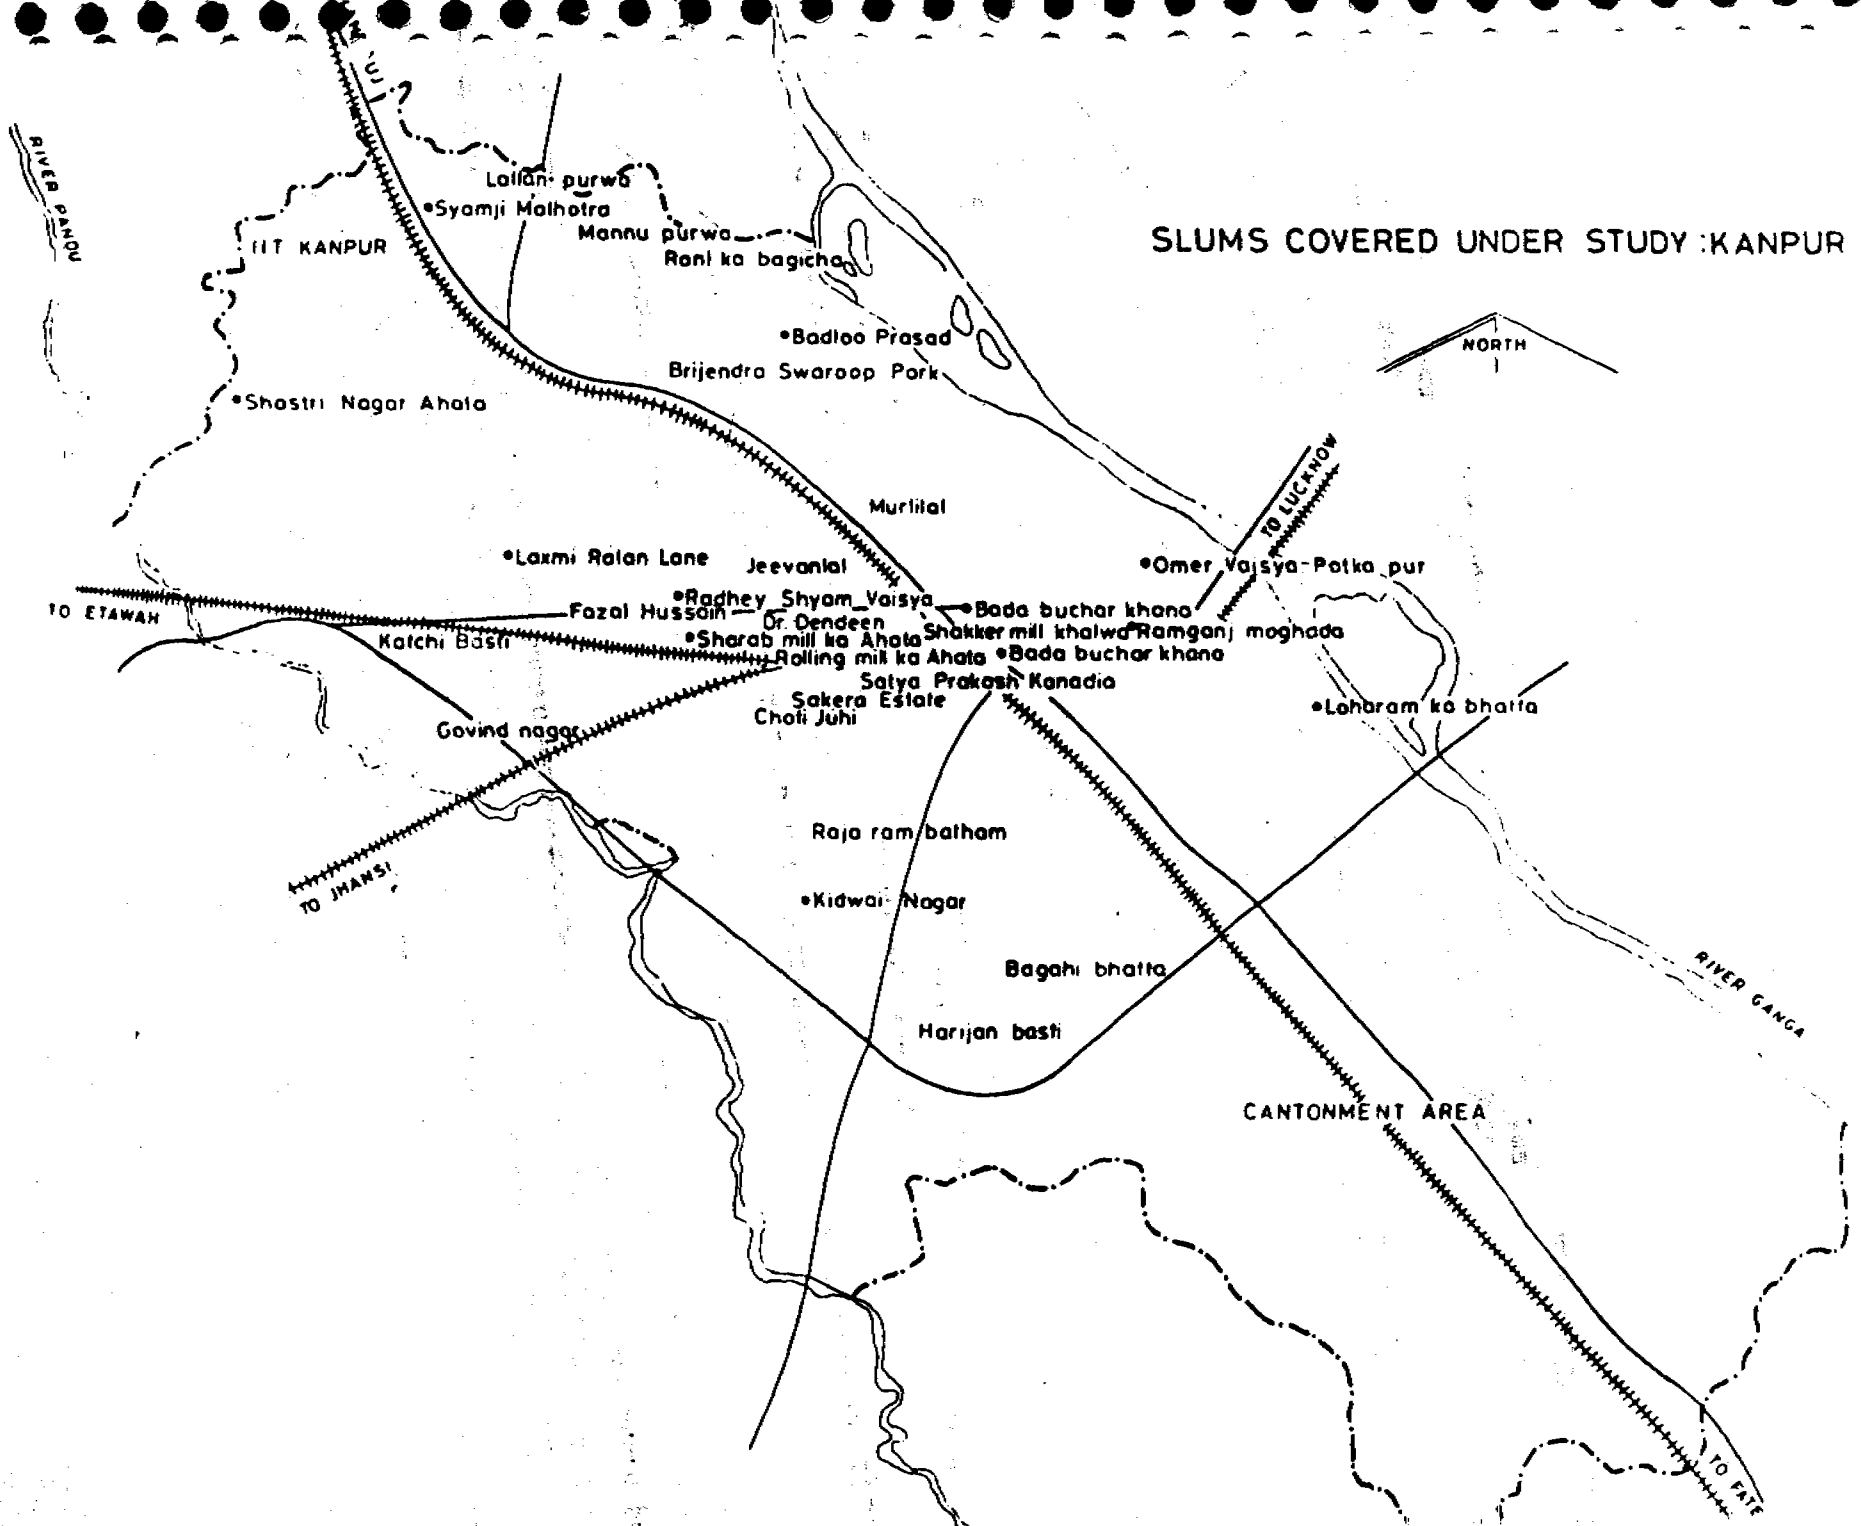 RIVER PANDU
Lallan purwa
Syamji Malhotra
Mannu purwa
IIT KANPUR
Rani ka bagicha
SLUMS COVERED UNDER STUDY :KANPUR
NORTH
Badloo Prasad
Brijendra Swaroop Park
Shastri Nagar Ahata
TO LUCKNOW
Murlilal
Laxmi Ratan Lane
Jeevanlal
Omer Vaisya-Patka pur
Radhey Shyam Vaisya
TO ETAWAH
Fazal Hussain
Bada buchar khana
Dr. Dendeen
Katchi Basti
Sharab mill ka Ahata
Shakker mill khalwa
Ramganj moghada
Rolling mill ka Ahata
Bada buchar khana
Satya Prakash Kanadia
Sakera Estate
Choti Juhi
Loharam ka bhatta
Govind nagar
Raja ram batham
TO JHANSI
Kidwai Nagar
Bagahi bhatta
RIVER GANGA
Harijan basti
CANTONMENT AREA
TO FATE